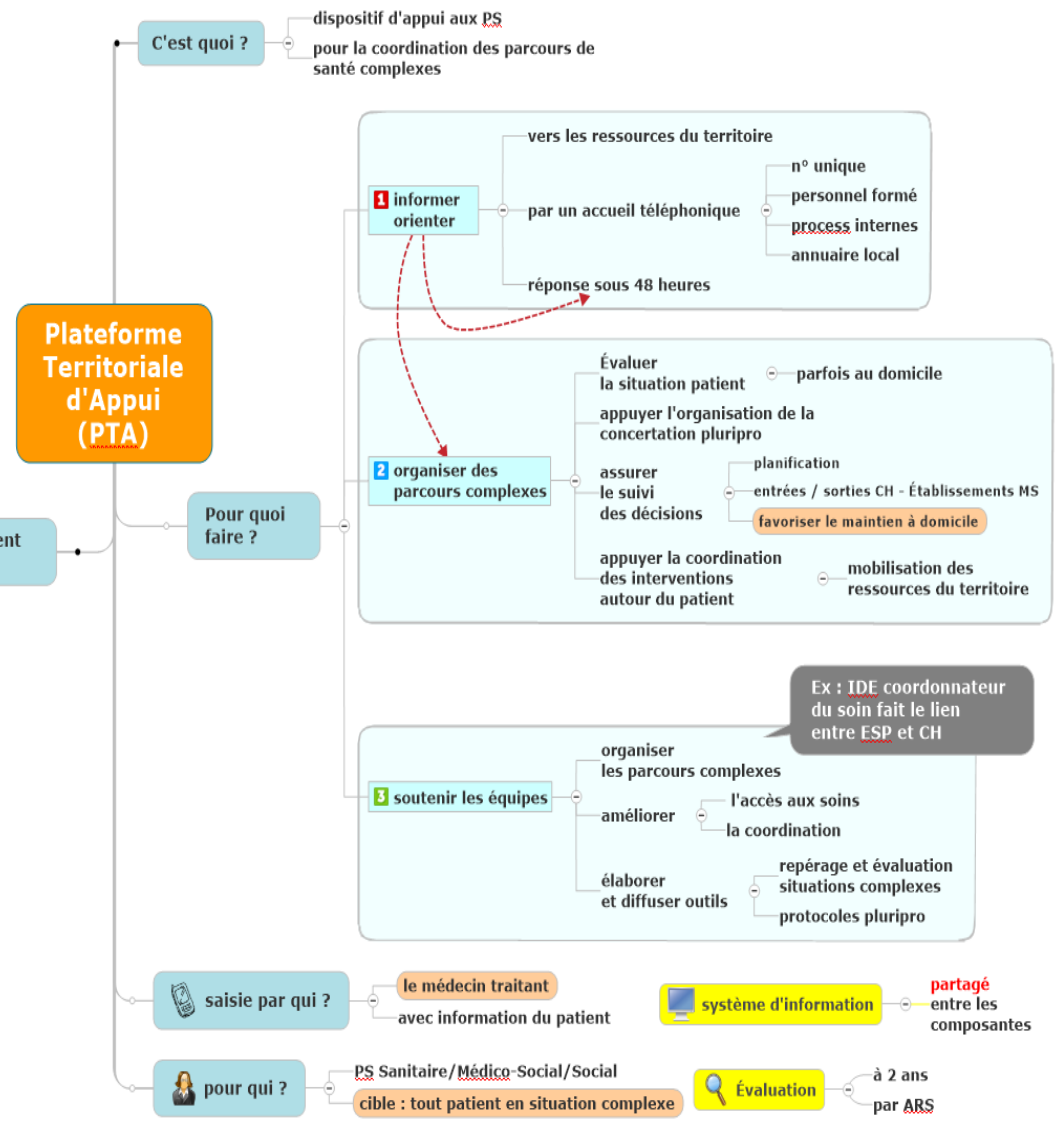 C'est quoi ?
dispositif d'appui aux PS
pour la coordination des parcours de
santé complexes
Plateforme
Territoriale
d'Appui
(PTA)
ent
Pour quoi
faire ?
1 informer
orienter
vers les ressources du territoire
par un accueil téléphonique
n° unique
personnel formé
process internes
annuaire local
réponse sous 48 heures
2 organiser des
parcours complexes
Évaluer
la situation patient
parfois au domicile
appuyer l'organisation de la
concertation pluripro
assurer
le suivi
des décisions
planification
entrées / sorties CH - Établissements MS
favoriser le maintien à domicile
appuyer la coordination
des interventions
autour du patient
mobilisation des
ressources du territoire
Ex : IDE coordonnateur
du soin fait le lien
entre ESP et CH
3 soutenir les équipes
organiser
les parcours complexes
améliorer
l'accès aux soins
la coordination
élaborer
et diffuser outils
repérage et évaluation
situations complexes
protocoles pluripro
saisie par qui ?
le médecin traitant
avec information du patient
système d'information
partagé
entre les
composantes
pour qui ?
PS Sanitaire/Médico-Social/Social
cible : tout patient en situation complexe
Évaluation
à 2 ans
par ARS